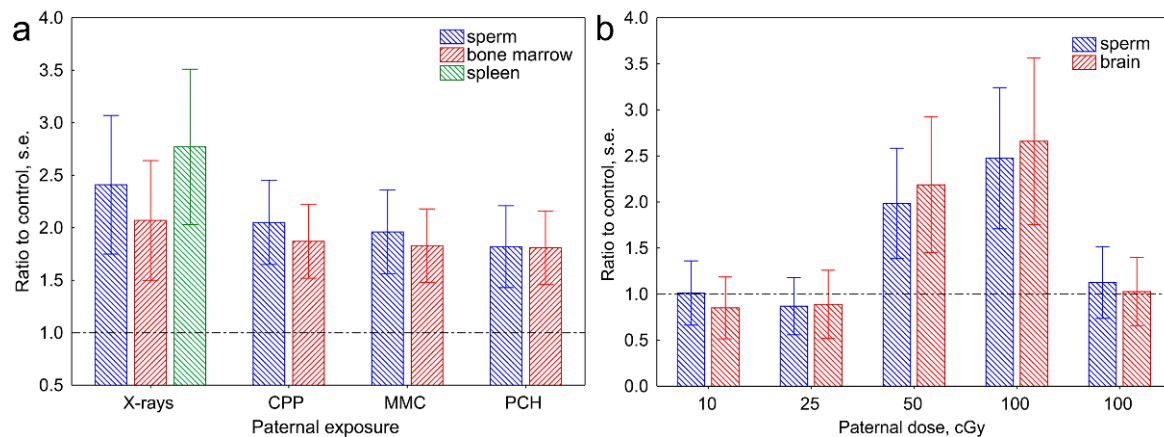 a
4.0
3.5
3.0
2.5
2.0
1.5
1.0
0.5
Ratio to control, s.e.
sperm
bone marrow
spleen
X-rays CPP MMC PCH
Paternal exposure
b
4.0
3.5
3.0
2.5
2.0
1.5
1.0
0.5
0.0
Ratio to control, s.e.
sperm
brain
10 25 50 100 100
Paternal dose, cGy